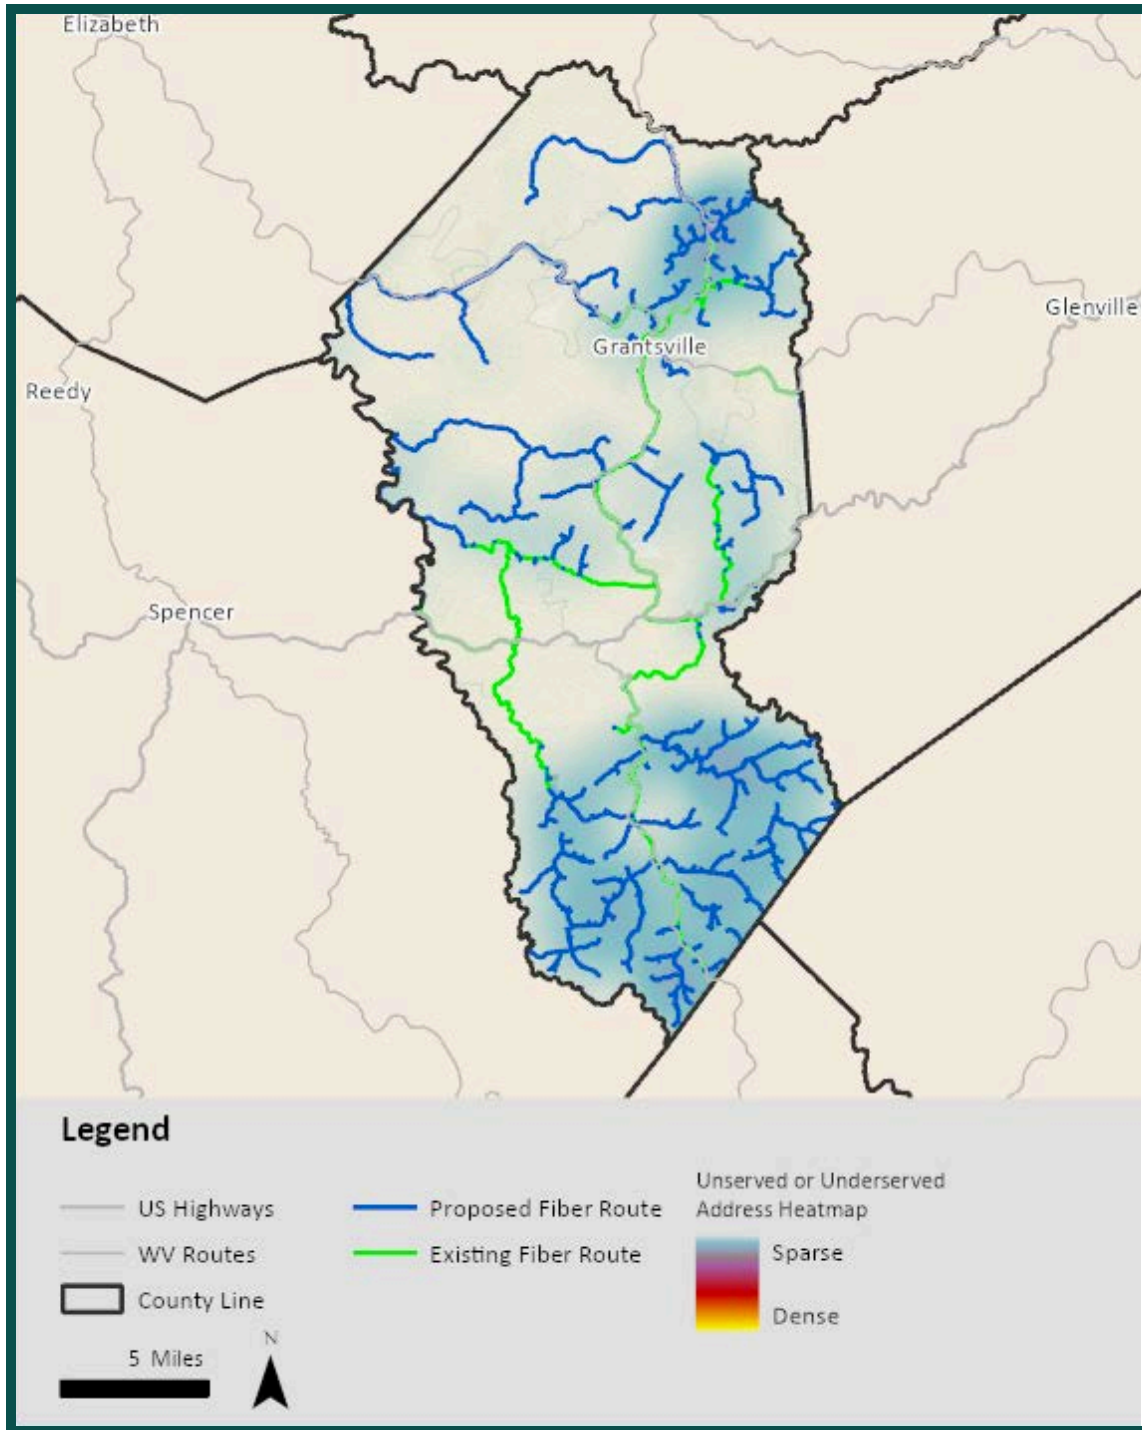 Elizabeth
Glenville
Grantsville
Reedy
Spencer
Legend
US Highways
WV Routes
County Line
5 Miles
N
Proposed Fiber Route
Existing Fiber Route
Unserved or Underserved
Address Heatmap
Sparse
Dense